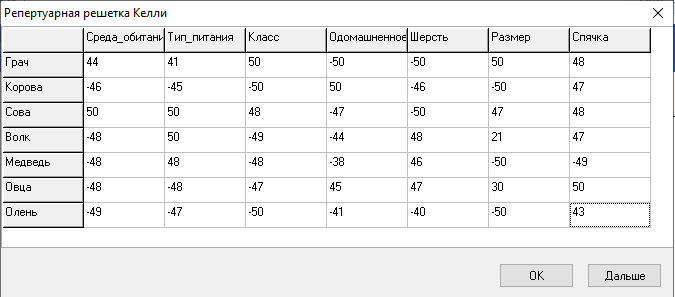 Репертуарная решетка Келли
Среда_обитани Тип_питания Класс Одомашненное Шерсть Размер Спячка
Грач 44 41 50 -50 -50 50 48
Корова -46 -45 -50 50 -46 -50 47
Сова 50 50 48 -47 -50 47 48
Волк -48 50 -49 -44 48 21 47
Медведь -48 48 -48 -38 46 -50 -49
Овца -48 -48 -47 45 47 30 50
Олень -49 -47 -50 -41 -40 -50 43
OK Дальше